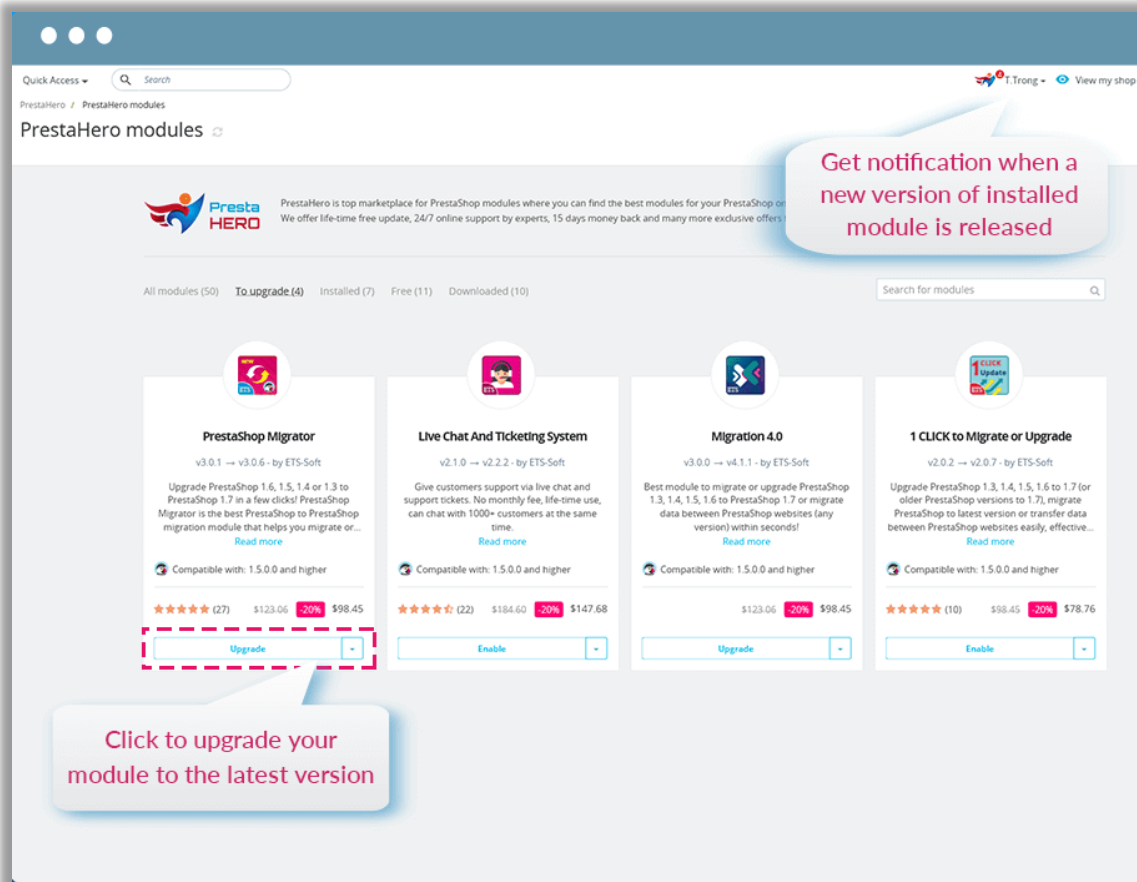 Quick Access
Search
T.Trong
View my shop
PrestaHero / PrestaHero modules
PrestaHero modules
Get notification when a
new version of installed
module is released
Presta
HERO
PrestaHero is top marketplace for PrestaShop modules where you can find the best modules for your PrestaShop
We offer life-time free update, 24/7 online support by experts, 15 days money back and many more exclusive offers
All modules (50) To upgrade (4) Installed (7) Free (11) Downloaded (10)
Search for modules
NEW
ETS
PrestaShop Migrator
v3.0.1 → v3.0.6 - by ETS-Soft
Upgrade PrestaShop 1.6, 1.5, 1.4 or 1.3 to
PrestaShop 1.7 in a few clicks! PrestaShop
Migrator is the best PrestaShop to PrestaShop
migration module that helps you migrate or...
Read more
Compatible with: 1.5.0.0 and higher
(27) $123.06 -20% $98.45
Upgrade
ETS
Live Chat And Ticketing System
v2.1.0 → v2.2.2 - by ETS-Soft
Give customers support via live chat and
support tickets. No monthly fee, life-time use,
can chat with 1000+ customers at the same
time.
Read more
Compatible with: 1.5.0.0 and higher
(22) $184.60 -20% $147.68
Enable
ETS
Migration 4.0
v3.0.0 → v4.1.1 - by ETS-Soft
Best module to migrate or upgrade PrestaShop
1.3, 1.4, 1.5, 1.6 to PrestaShop 1.7 or migrate
data between PrestaShop websites (any
version) within seconds!
Read more
Compatible with: 1.5.0.0 and higher
$123.06 -20% $98.45
Upgrade
1 CLICK
Update
ETS
1 CLICK to Migrate or Upgrade
v2.0.2 → v2.0.7 - by ETS-Soft
Upgrade PrestaShop 1.3, 1.4, 1.5, 1.6 to 1.7 (or
older PrestaShop versions to 1.7), migrate
PrestaShop to latest version or transfer data
between PrestaShop websites easily, effective...
Read more
Compatible with: 1.5.0.0 and higher
(10) $98.45 -20% $78.76
Enable
Click to upgrade your
module to the latest version